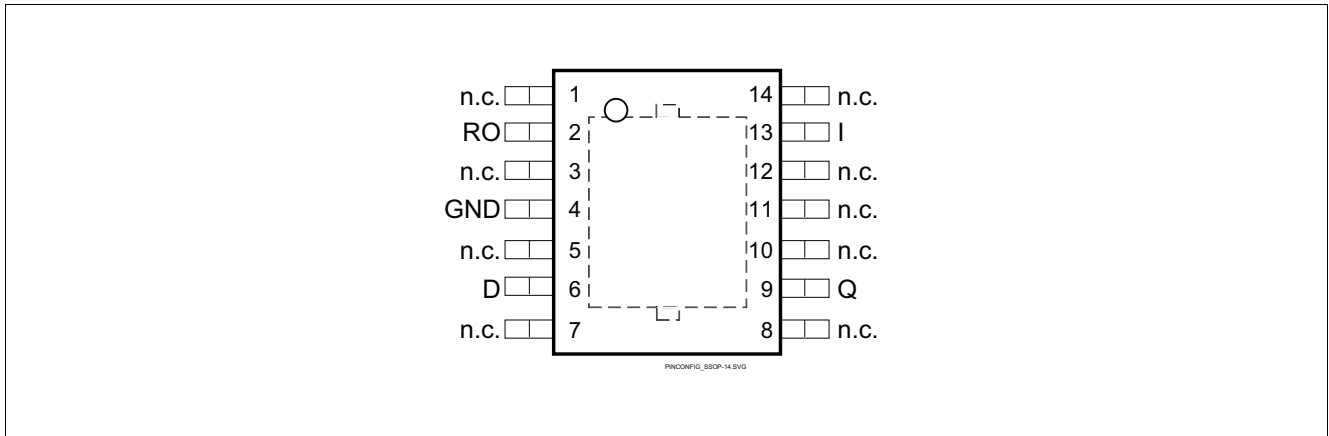 n.c. 1 14 n.c.
RO 2 13 I
n.c. 3 12 n.c.
GND 4 11 n.c.
n.c. 5 10 n.c.
D 6 9 Q
n.c. 7 8 n.c.
PINCONFIG_SSOP-14.SVG